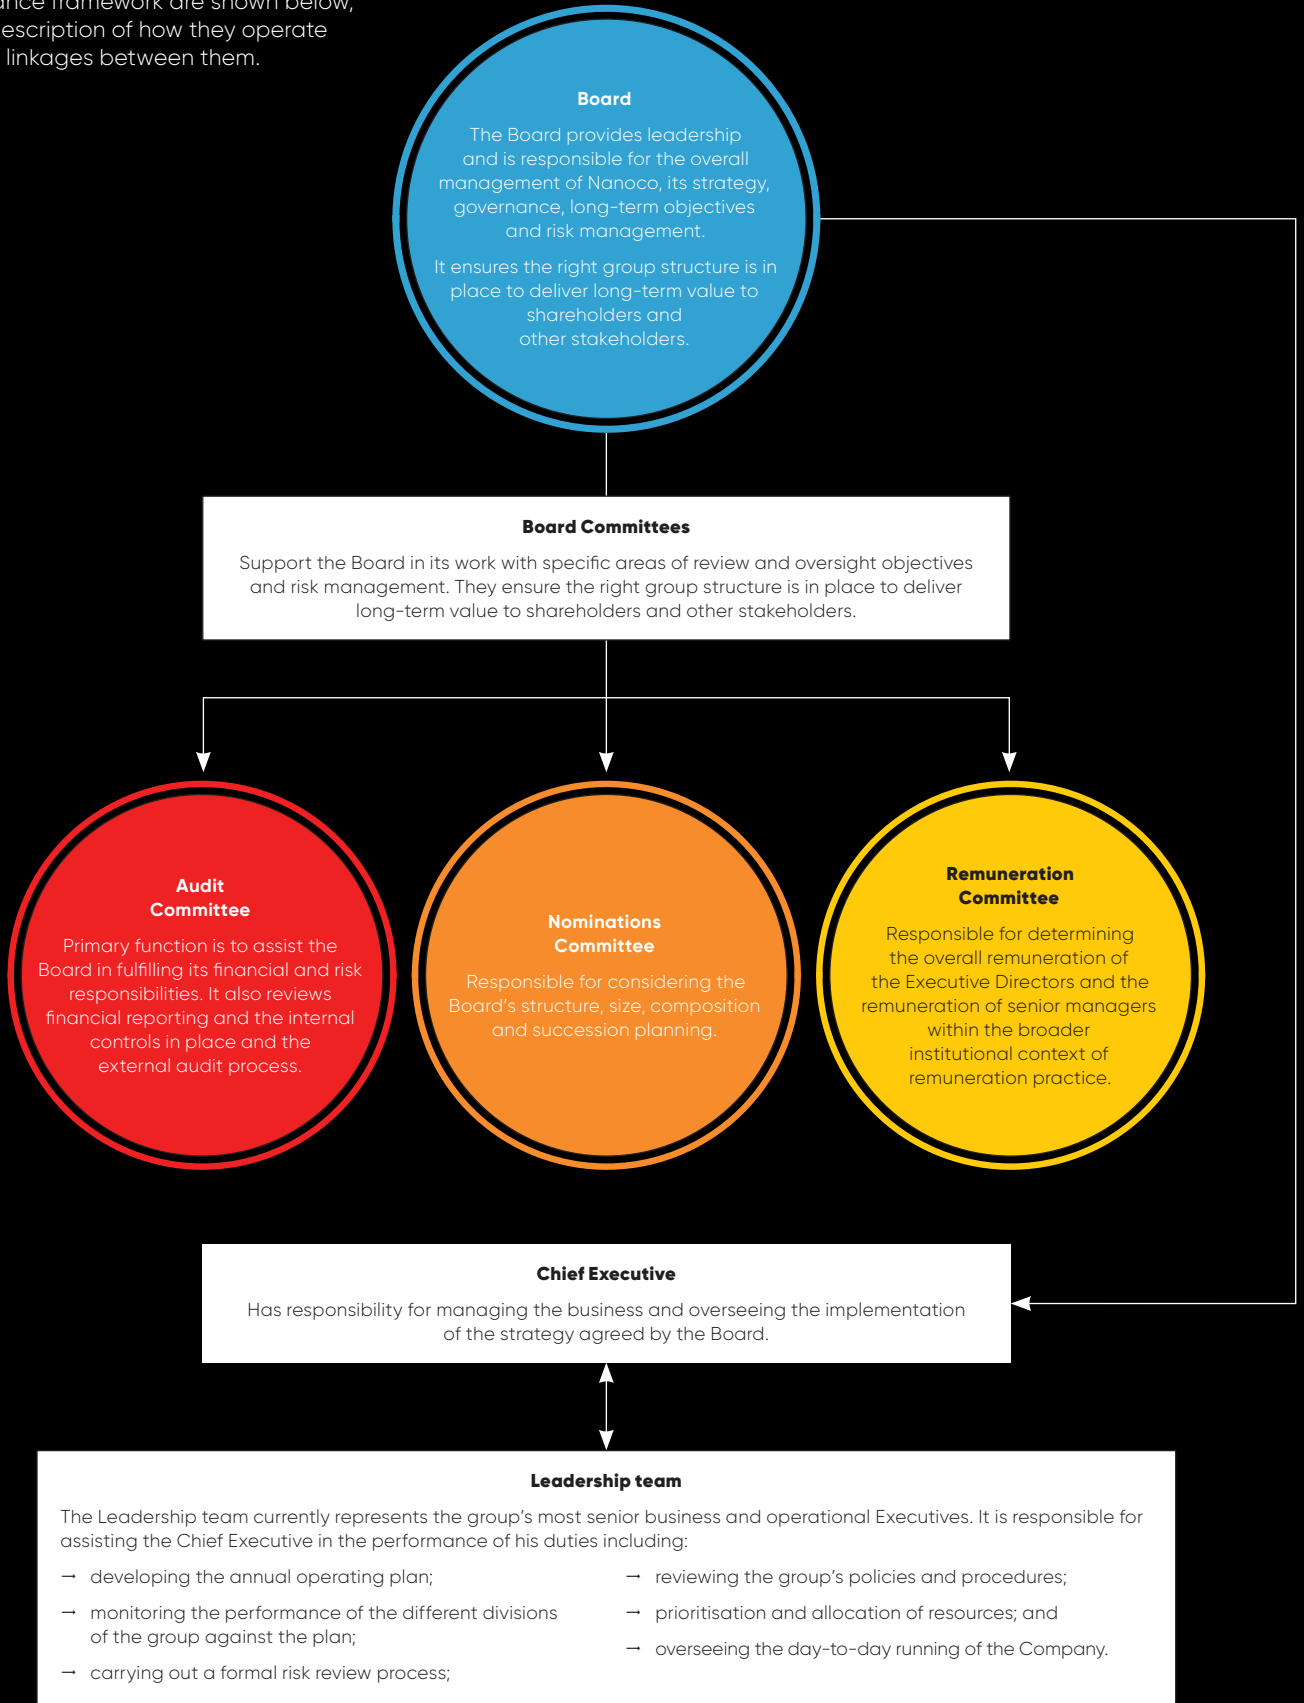 ance framework are shown below,
escription of how they operate
linkages between them.
Board
The Board provides leadership
and is responsible for the overall
management of Nanoco, its strategy,
governance, long-term objectives
and risk management.
It ensures the right group structure is in
place to deliver long-term value to
shareholders and
other stakeholders.
Board Committees
Support the Board in its work with specific areas of review and oversight objectives
and risk management. They ensure the right group structure is in place to deliver
long-term value to shareholders and other stakeholders.
Audit
Committee
Primary function is to assist the
Board in fulfilling its financial and risk
responsibilities. It also reviews
financial reporting and the internal
controls in place and the
external audit process.
Nominations
Committee
Responsible for considering the
Board's structure, size, composition
and succession planning.
Remuneration
Committee
Responsible for determining
the overall remuneration of
the Executive Directors and the
remuneration of senior managers
within the broader
institutional context of
remuneration practice.
Chief Executive
Has responsibility for managing the business and overseeing the implementation
of the strategy agreed by the Board.
Leadership team
The Leadership team currently represents the group's most senior business and operational Executives. It is responsible for
assisting the Chief Executive in the performance of his duties including:
→ developing the annual operating plan;
→ monitoring the performance of the different divisions
of the group against the plan;
→ carrying out a formal risk review process;
→ reviewing the group's policies and procedures;
→ prioritisation and allocation of resources; and
→ overseeing the day-to-day running of the Company.